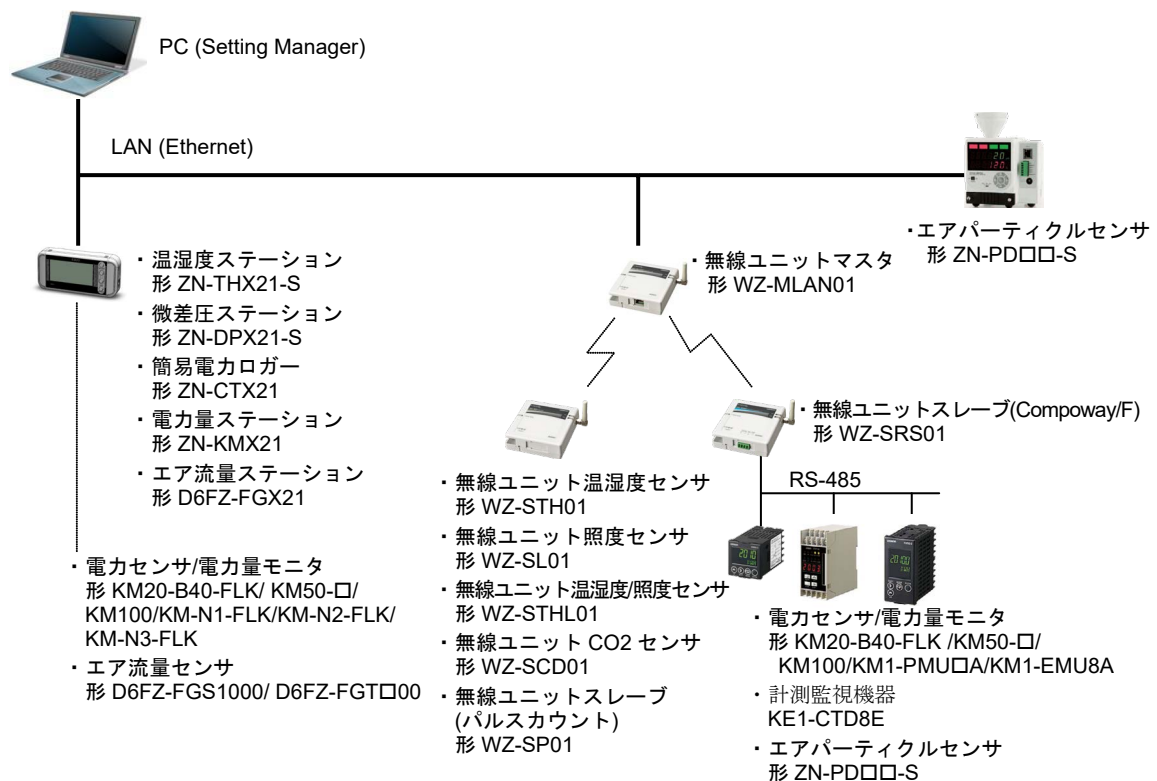 PC (Setting Manager)
LAN (Ethernet)
・エアパーティクルセンサ
形 ZN-PD□□-S
・温湿度ステーション
形 ZN-THX21-S
・微差圧ステーション
形 ZN-DPX21-S
・簡易電力ロガー
形 ZN-CTX21
・電力量ステーション
形 ZN-KMX21
・エア流量ステーション
形 D6FZ-FGX21
・無線ユニットマスタ
形 WZ-MLAN01
・無線ユニットスレーブ(Compoway/F)
形 WZ-SRS01
RS-485
・電力センサ/電力量モニタ
形 KM20-B40-FLK/ KM50-□/
KM100/KM-N1-FLK/KM-N2-FLK/
KM-N3-FLK
・エア流量センサ
形 D6FZ-FGS1000/ D6FZ-FGT□00
・無線ユニット温湿度センサ
形 WZ-STH01
・無線ユニット照度センサ
形 WZ-SL01
・無線ユニット温湿度/照度センサ
形 WZ-STHL01
・無線ユニット CO2 センサ
形 WZ-SCD01
・無線ユニットスレーブ
(パルスカウント)
形 WZ-SP01
・電力センサ/電力量モニタ
形 KM20-B40-FLK /KM50-□/
KM100/KM1-PMU□A/KM1-EMU8A
・計測監視機器
KE1-CTD8E
・エアパーティクルセンサ
形 ZN-PD□□-S